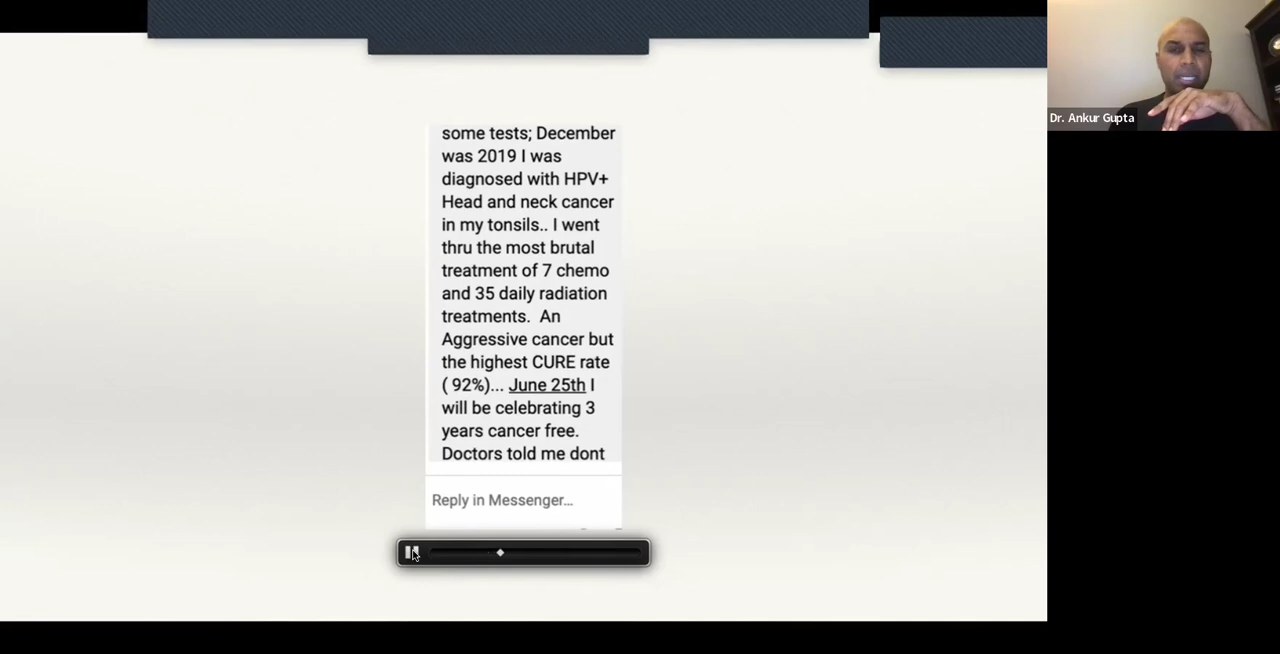 Dr. Ankur Gupta
some tests; December
was 2019 I was
diagnosed with HPV+
Head and neck cancer
in my tonsils.. I went
thru the most brutal
treatment of 7 chemo
and 35 daily radiation
treatments.  An
Aggressive cancer but
the highest CURE rate
( 92%)... June 25th I
will be celebrating 3
years cancer free.
Doctors told me dont
Reply in Messenger...